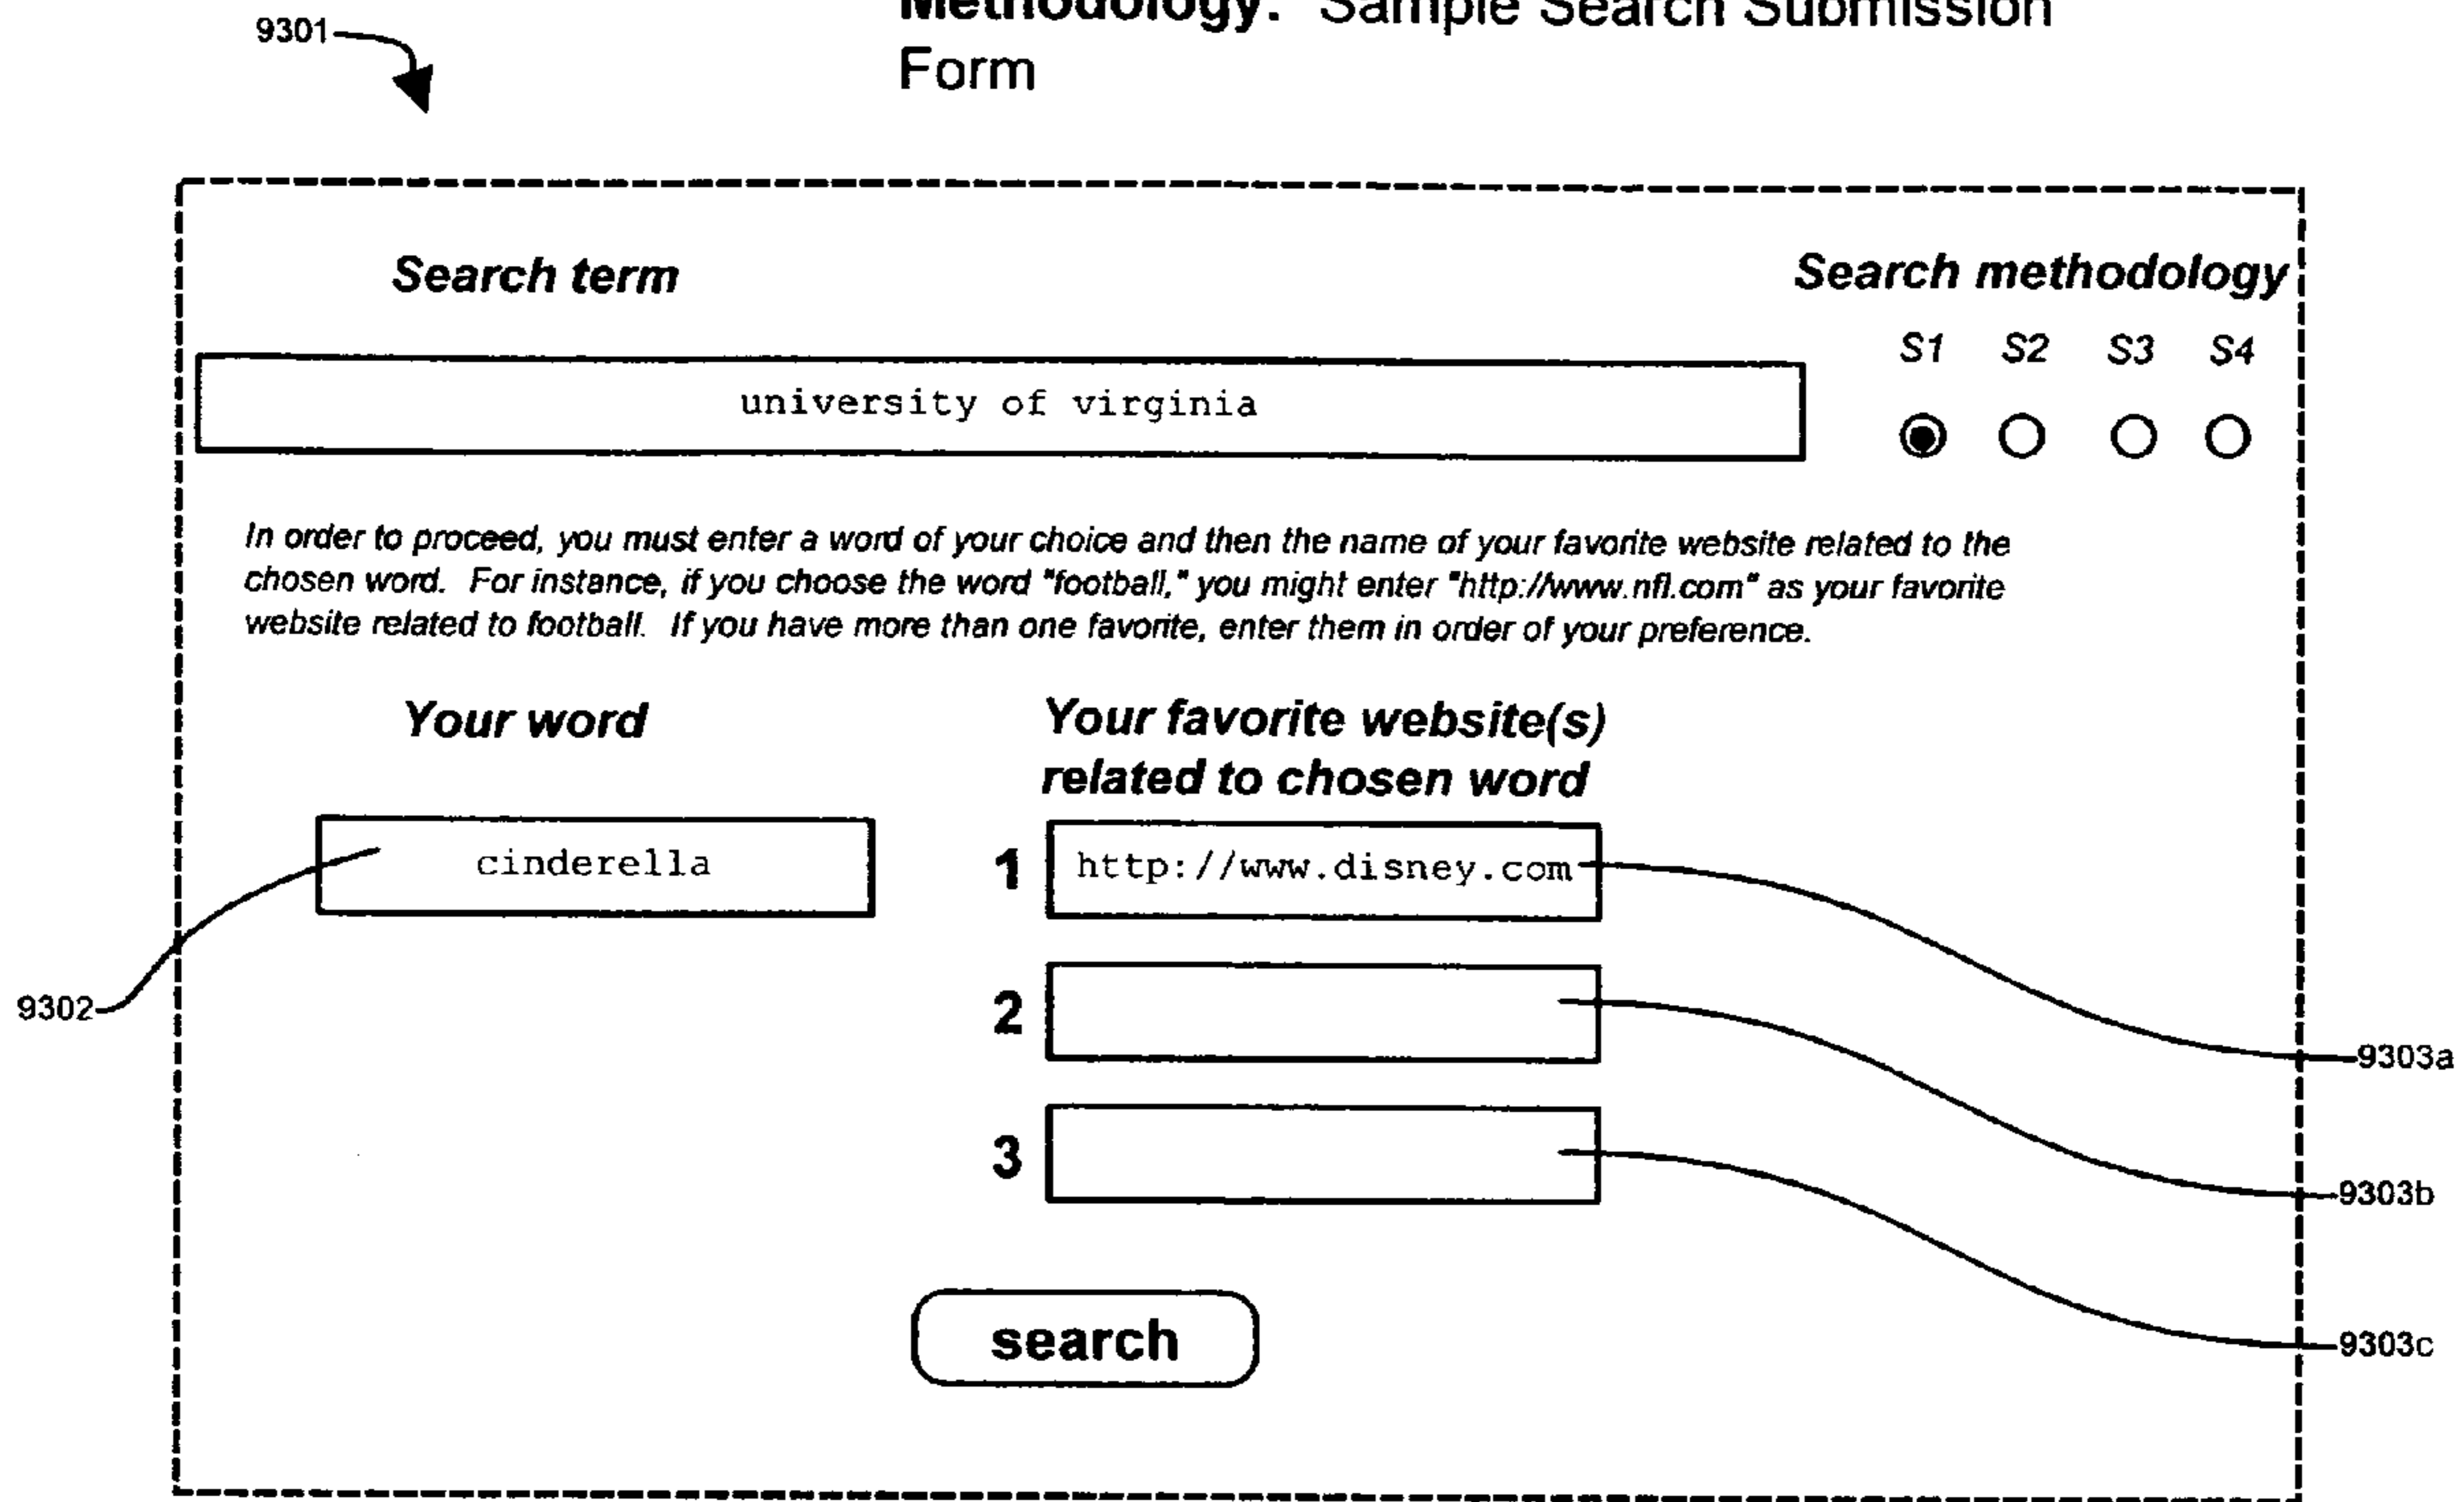 Methodology: Sample Search Submission
Form
9301
Search term
Search methodology
S1 S2 S3 S4
university of virginia
In order to proceed, you must enter a word of your choice and then the name of your favorite website related to the
chosen word. For instance, if you choose the word "football," you might enter "http://www.nfl.com" as your favorite
website related to football. If you have more than one favorite, enter them in order of your preference.
Your word
Your favorite website(s)
related to chosen word
cinderella
1 http://www.disney.com
2
3
9302
9303a
9303b
9303c
search